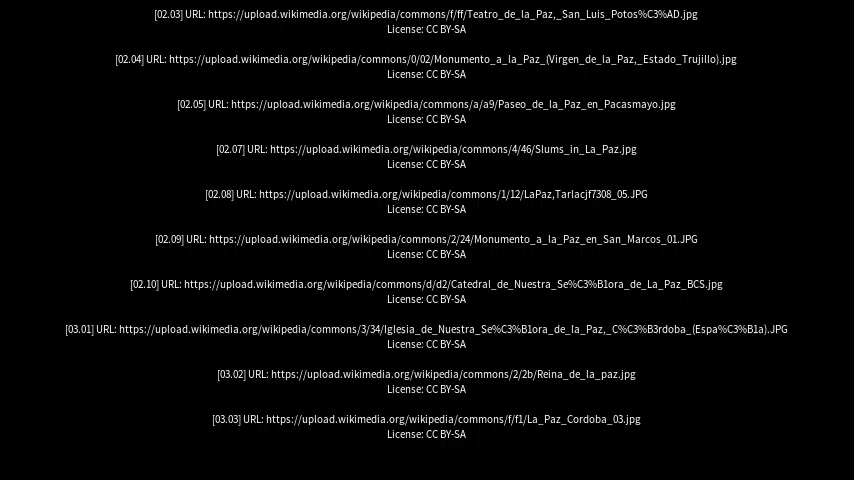 [02.03] URL: https://upload.wikimedia.org/wikipedia/commons/f/ff/Teatro_de_la_Paz,_San_Luis_Potos%C3%AD.jpg
License: CC BY-SA
[02.04] URL: https://upload.wikimedia.org/wikipedia/commons/0/02/Monumento_a_la_Paz_(Virgen_de_la_Paz,_Estado_Trujillo).jpg
License: CC BY-SA
[02.05] URL: https://upload.wikimedia.org/wikipedia/commons/a/a9/Paseo_de_la_Paz_en_Pacasmayo.jpg
License: CC BY-SA
[02.07] URL: https://upload.wikimedia.org/wikipedia/commons/4/46/Slums_in_La_Paz.jpg
License: CC BY-SA
[02.08] URL: https://upload.wikimedia.org/wikipedia/commons/1/12/LaPaz,Tarlacjf7308_05.JPG
License: CC BY-SA
[02.09] URL: https://upload.wikimedia.org/wikipedia/commons/2/24/Monumento_a_la_Paz_en_San_Marcos_01.JPG
License: CC BY-SA
[02.10] URL: https://upload.wikimedia.org/wikipedia/commons/d/d2/Catedral_de_Nuestra_Se%C3%B1ora_de_La_Paz_BCS.jpg
License: CC BY-SA
[03.01] URL: https://upload.wikimedia.org/wikipedia/commons/3/34/Iglesia_de_Nuestra_Se%C3%B1ora_de_la_Paz,_C%C3%B3rdoba_(Espa%C3%B1a).JPG
License: CC BY-SA
[03.02] URL: https://upload.wikimedia.org/wikipedia/commons/2/2b/Reina_de_la_paz.jpg
License: CC BY-SA
[03.03] URL: https://upload.wikimedia.org/wikipedia/commons/f/f1/La_Paz_Cordoba_03.jpg
License: CC BY-SA